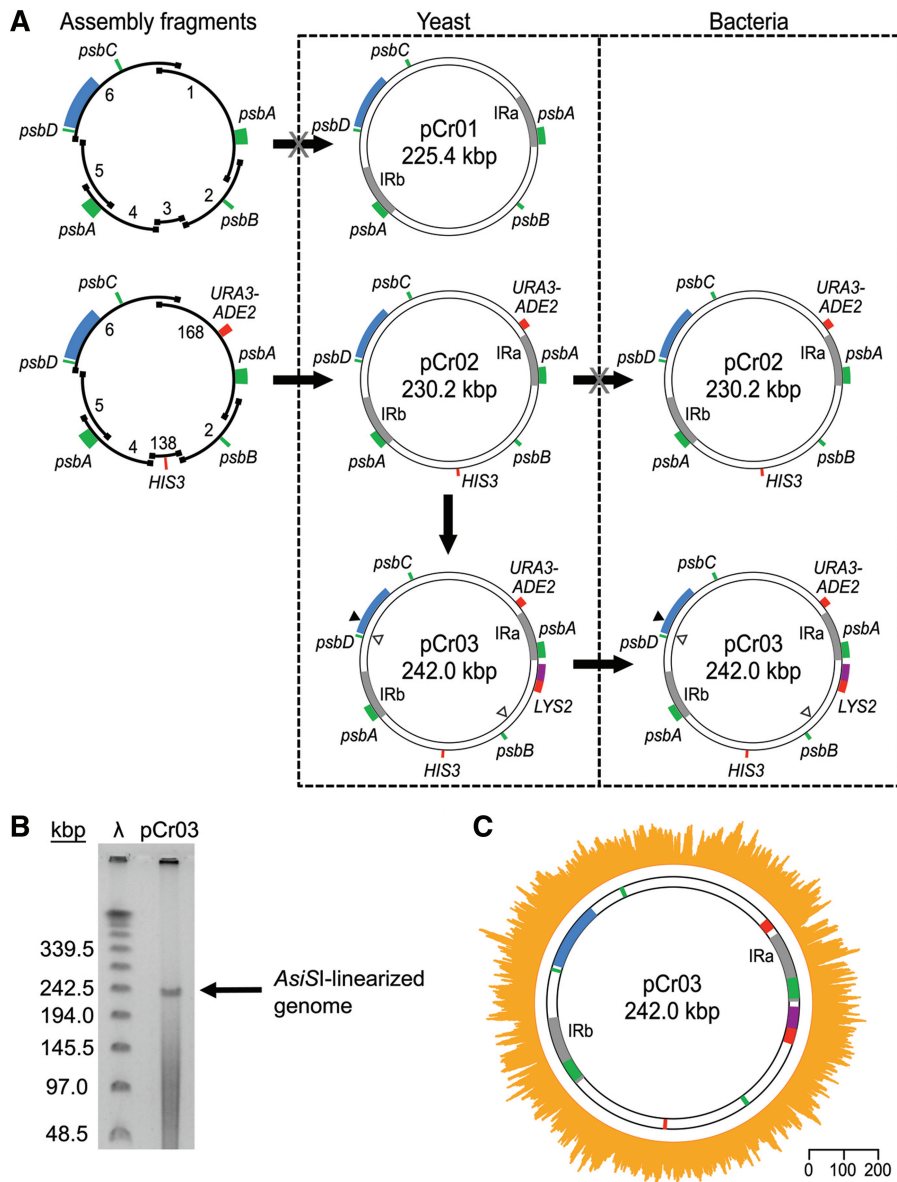 A
Assembly fragments
Yeast
Bacteria
psbC
6
1
psbD
psbA
5
4
3
2
psbA
psbB
psbC
psbD
pCr01
225.4 kbp
IRa
psbA
IRb
psbA
psbB
psbC
URA3-
ADE2
6
168
psbD
psbA
5
4
138
2
psbA
psbB
HIS3
psbC
URA3-
ADE2
psbD
pCr02
230.2 kbp
IRa
psbA
IRb
psbA
psbB
HIS3
psbC
URA3-
ADE2
psbD
pCr02
230.2 kbp
IRa
psbA
IRb
psbA
psbB
HIS3
psbC
URA3-
ADE2
psbD
pCr03
242.0 kbp
IRa
psbA
IRb
LYS2
psbA
psbB
HIS3
psbC
URA3-
ADE2
psbD
pCr03
242.0 kbp
IRa
psbA
IRb
LYS2
psbA
psbB
HIS3
B
kbp λ pCr03
339.5
242.5
194.0
145.5
97.0
48.5
AsiSI-linearized
genome
C
pCr03
242.0 kbp
IRa
IRb
0 100 200